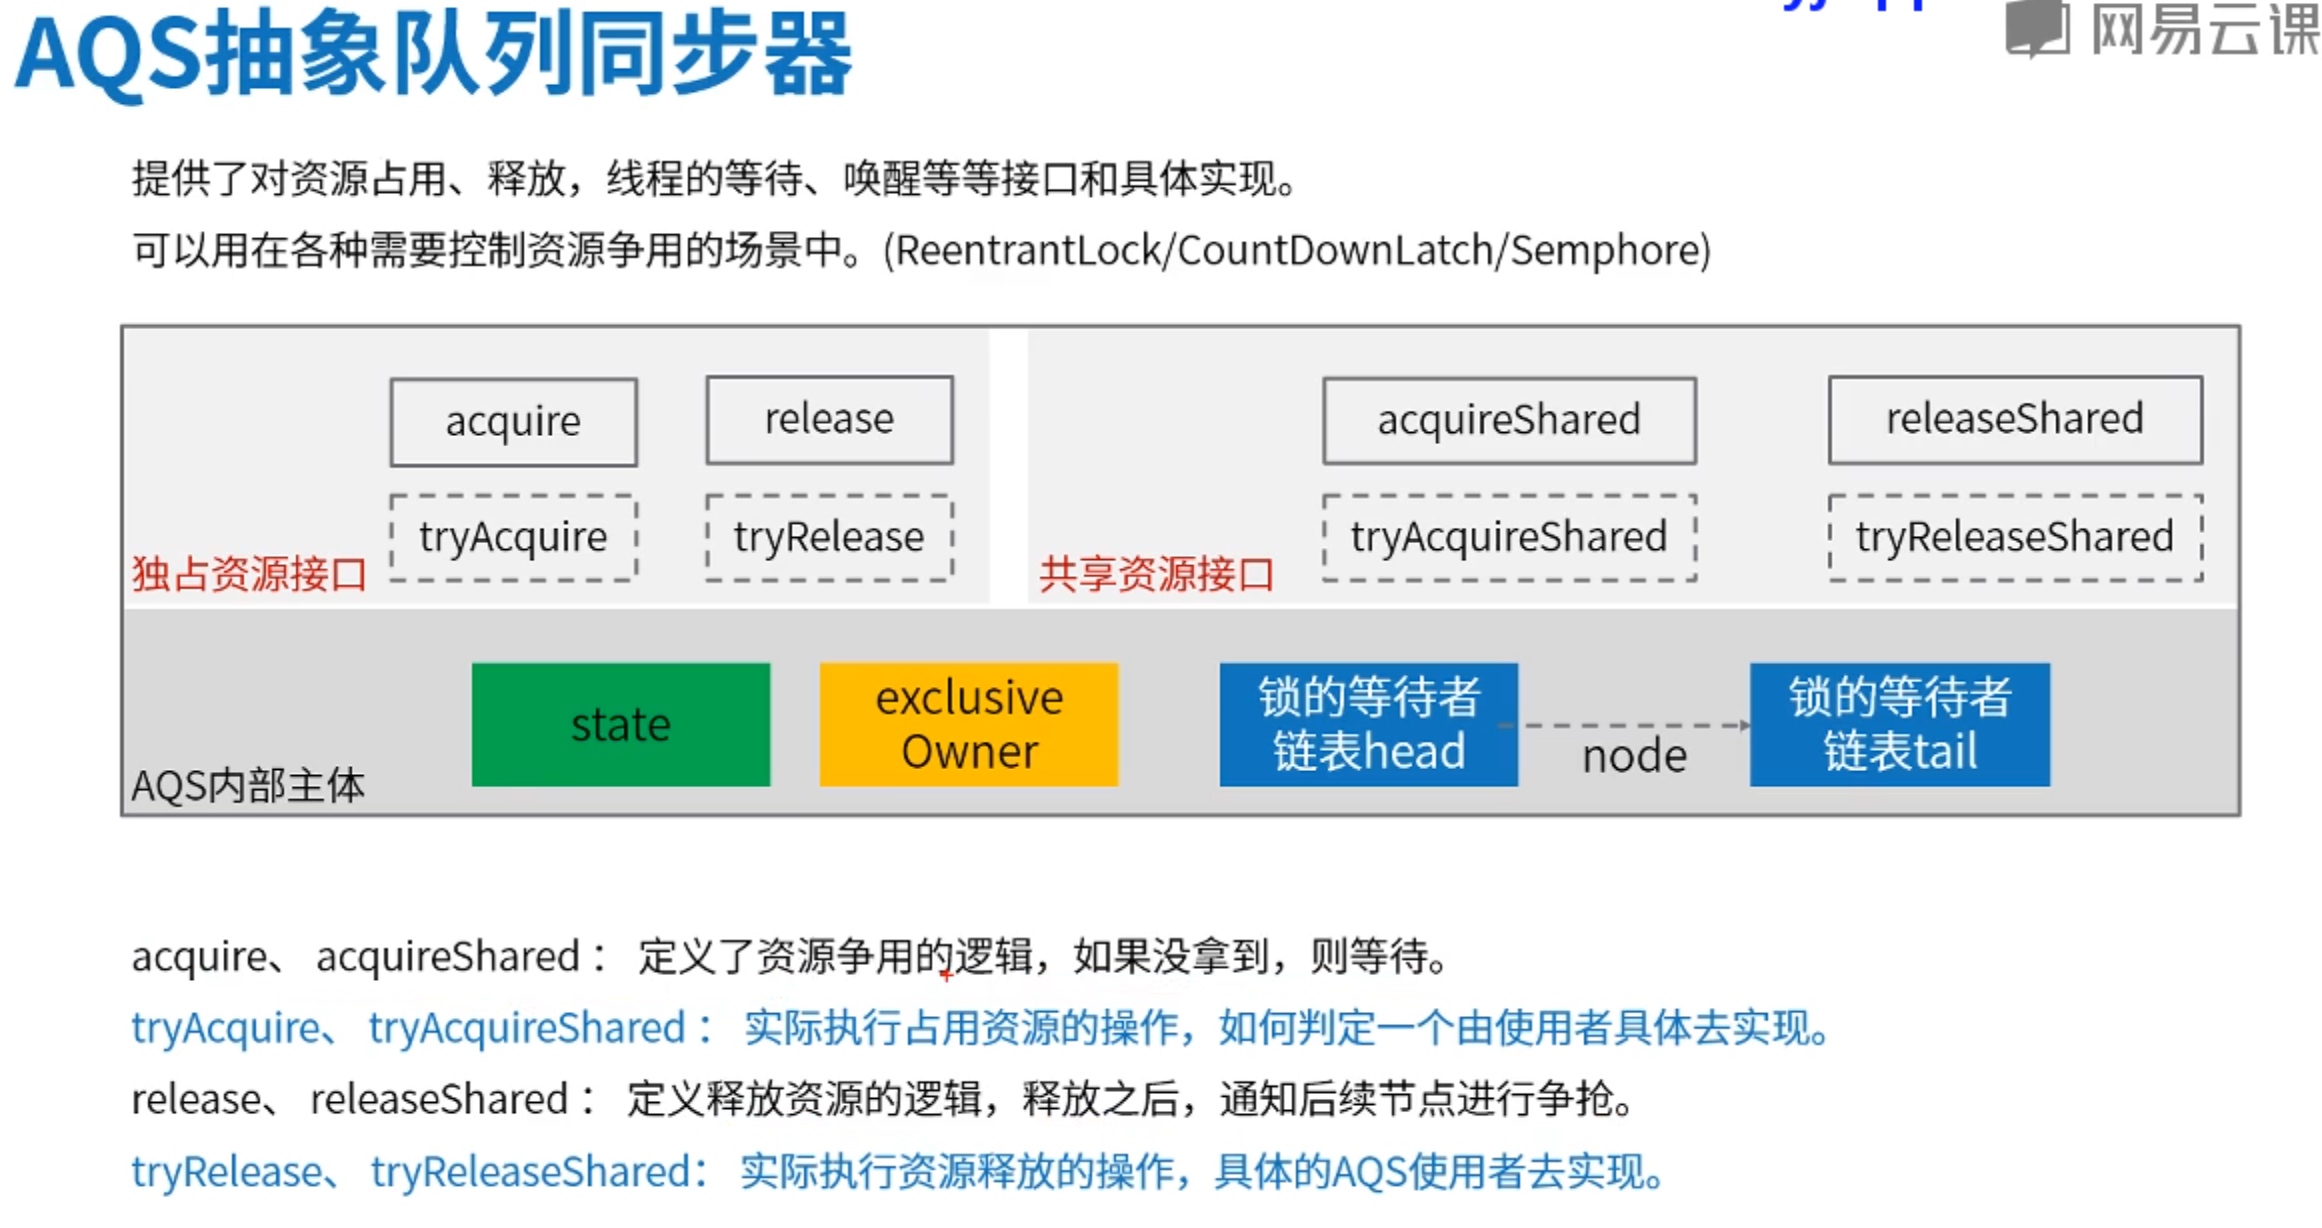 AQS抽象队列同步器
网易云课
提供了对资源占用、释放，线程的等待、唤醒等等接口和具体实现。
可以用在各种需要控制资源争用的场景中。(ReentrantLock/CountDownLatch/Semphore)
acquire
release
acquireShared
releaseShared
tryAcquire
tryRelease
tryAcquireShared
tryReleaseShared
独占资源接口
共享资源接口
state
exclusive
Owner
锁的等待者
链表head
node
锁的等待者
链表tail
AQS内部主体
acquire、 acquireShared： 定义了资源争用的逻辑，如果没拿到，则等待。
tryAcquire、 tryAcquireShared： 实际执行占用资源的操作，如何判定一个由使用者具体去实现。
release、 releaseShared： 定义释放资源的逻辑，释放之后，通知后续节点进行争抢。
tryRelease、 tryReleaseShared： 实际执行资源释放的操作，具体的AQS使用者去实现。